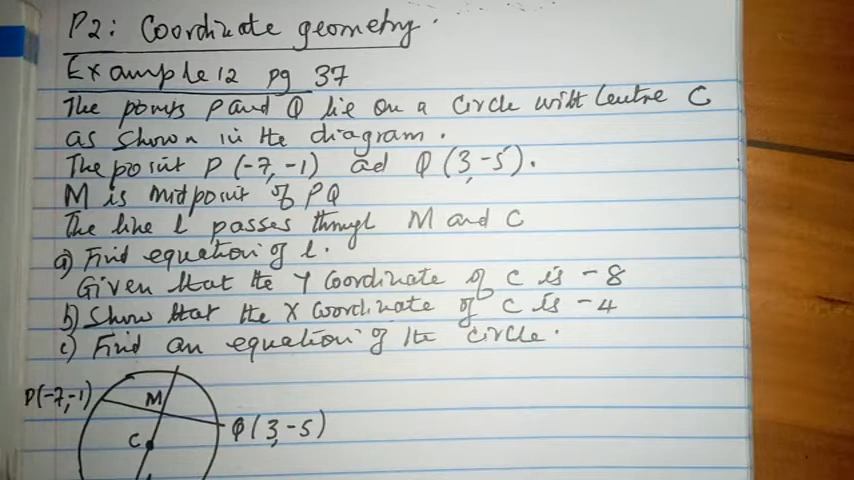 P2: Coordinate geometry.
Example 12 pg 37
The points P and Q lie on a Circle with Centre C
as shown in the diagram.
The point P (-7, -1) ad Q (3, -5).
M is midpoint of PQ
The line l passes through M and C
a) Find equation of l.
Given that the Y Coordinate of C is -8
b) Show that the X Coordinate of C is -4
c) Find an equation of the circle.
P(-7,-1)
M
Q(3,-5)
C